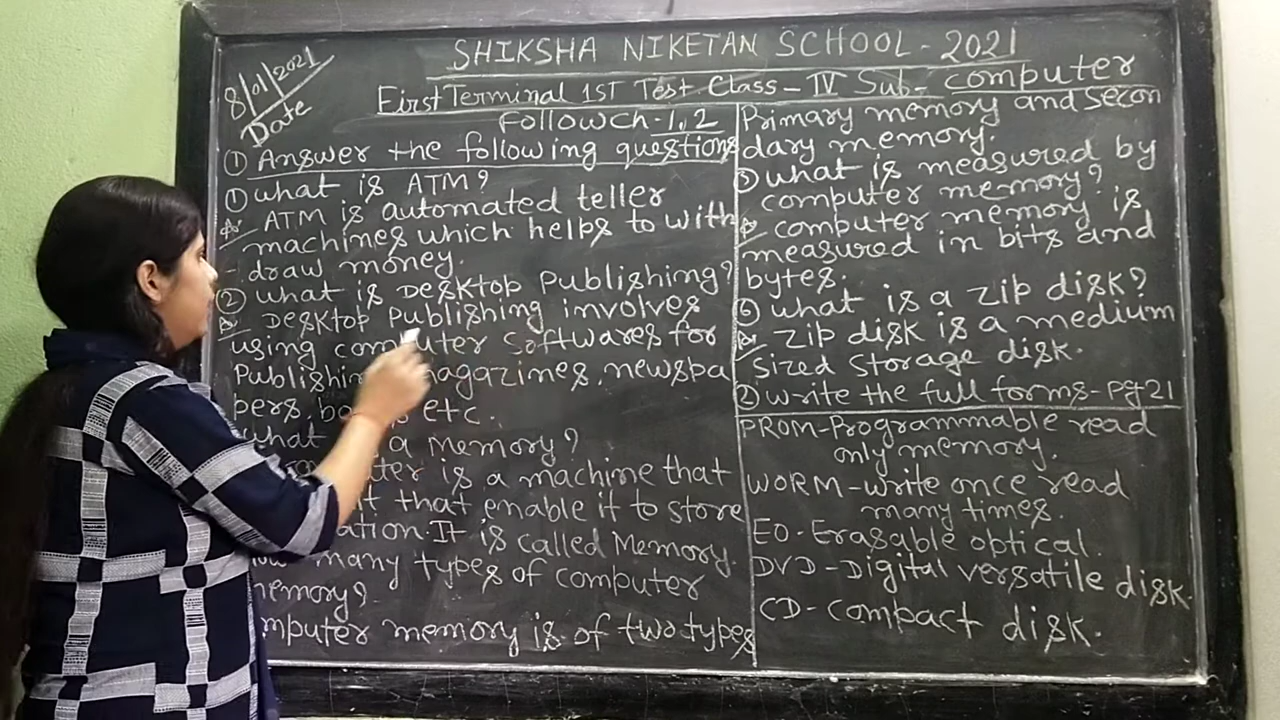 SHIKSHA NIKETAN SCHOOL - 2021
8/01/2021
Date
First Terminal 1ST Test Class - IV Sub - computer
Follow ch - 1, 2
① Answer the following questions
① what is ATM?
A: ATM is automated teller
machines which helps to with
- draw money.
② what is Desktop Publishing?
A: Desktop Publishing involves
using computer softwares for
Publishing magazines, newspa
pers, books etc.
what a Memory?
is a machine that
that enable it to store
ation. It is called Memory.
many types of computer
memory?
computer memory is of two types
Primary memory and secon
dary memory.
⑤ what is measured by
computer memory?
A: computer memory is
measured in bits and
bytes.
⑥ what is a zip disk?
A: zip disk is a medium
sized storage disk.
② write the full forms - pg 21
PROM - Programmable read
only memory.
WORM - write once read
many times.
EO - Erasable optical.
DVD - Digital versatile disk.
CD - compact disk.